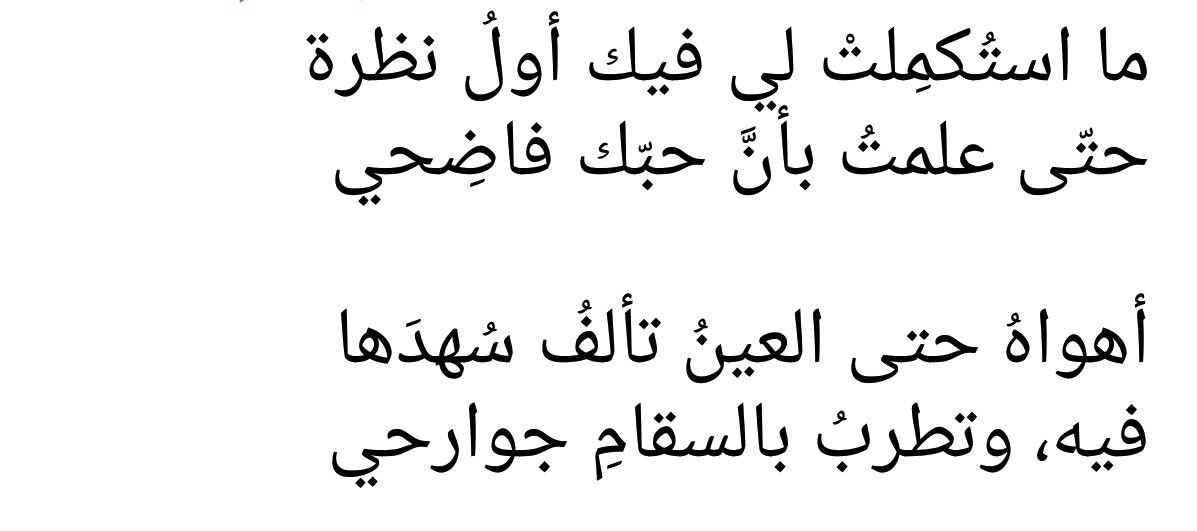 ما استُكمِلتْ لي فيك أولُ نظرة
حتّى علمتُ بأنَّ حبّك فاضِحي
أهواهُ حتى العينُ تألفُ سُهدَها
فيه، وتطربُ بالسقامِ جوارحي